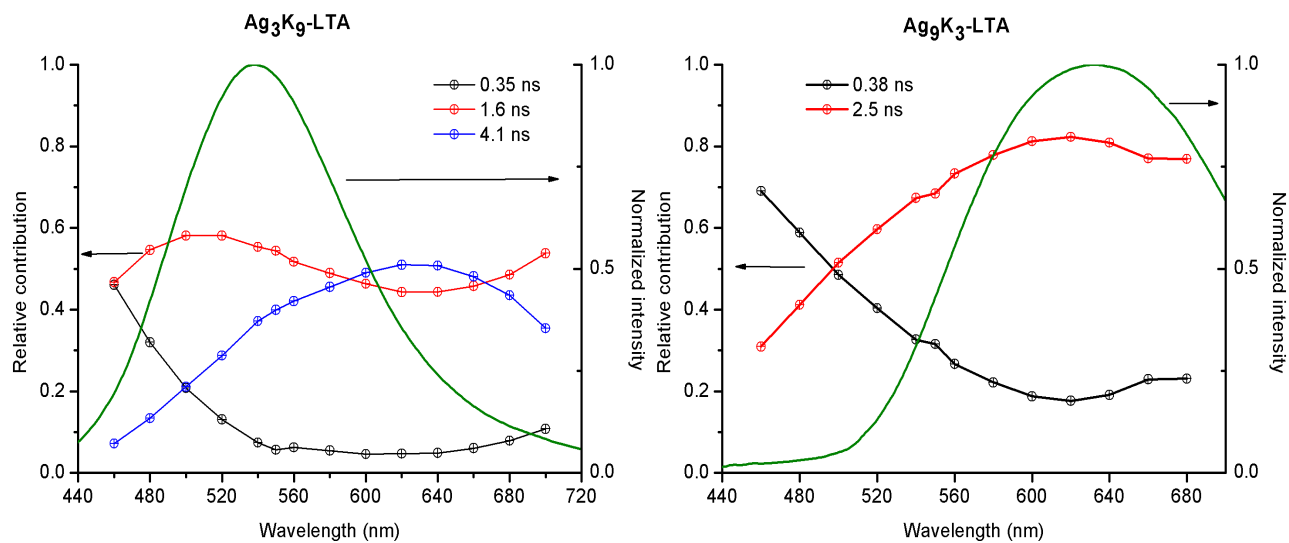 Ag3K9-LTA
1.0
0.8
0.6
0.4
0.2
0.0
Relative contribution
0.35 ns
1.6 ns
4.1 ns
1.0
0.5
0.0
Normalized intensity
440 480 520 560 600 640 680 720
Wavelength (nm)
Ag9K3-LTA
1.0
0.8
0.6
0.4
0.2
0.0
Relative contribution
0.38 ns
2.5 ns
1.0
0.5
0.0
Normalized intensity
440 480 520 560 600 640 680
Wavelength (nm)